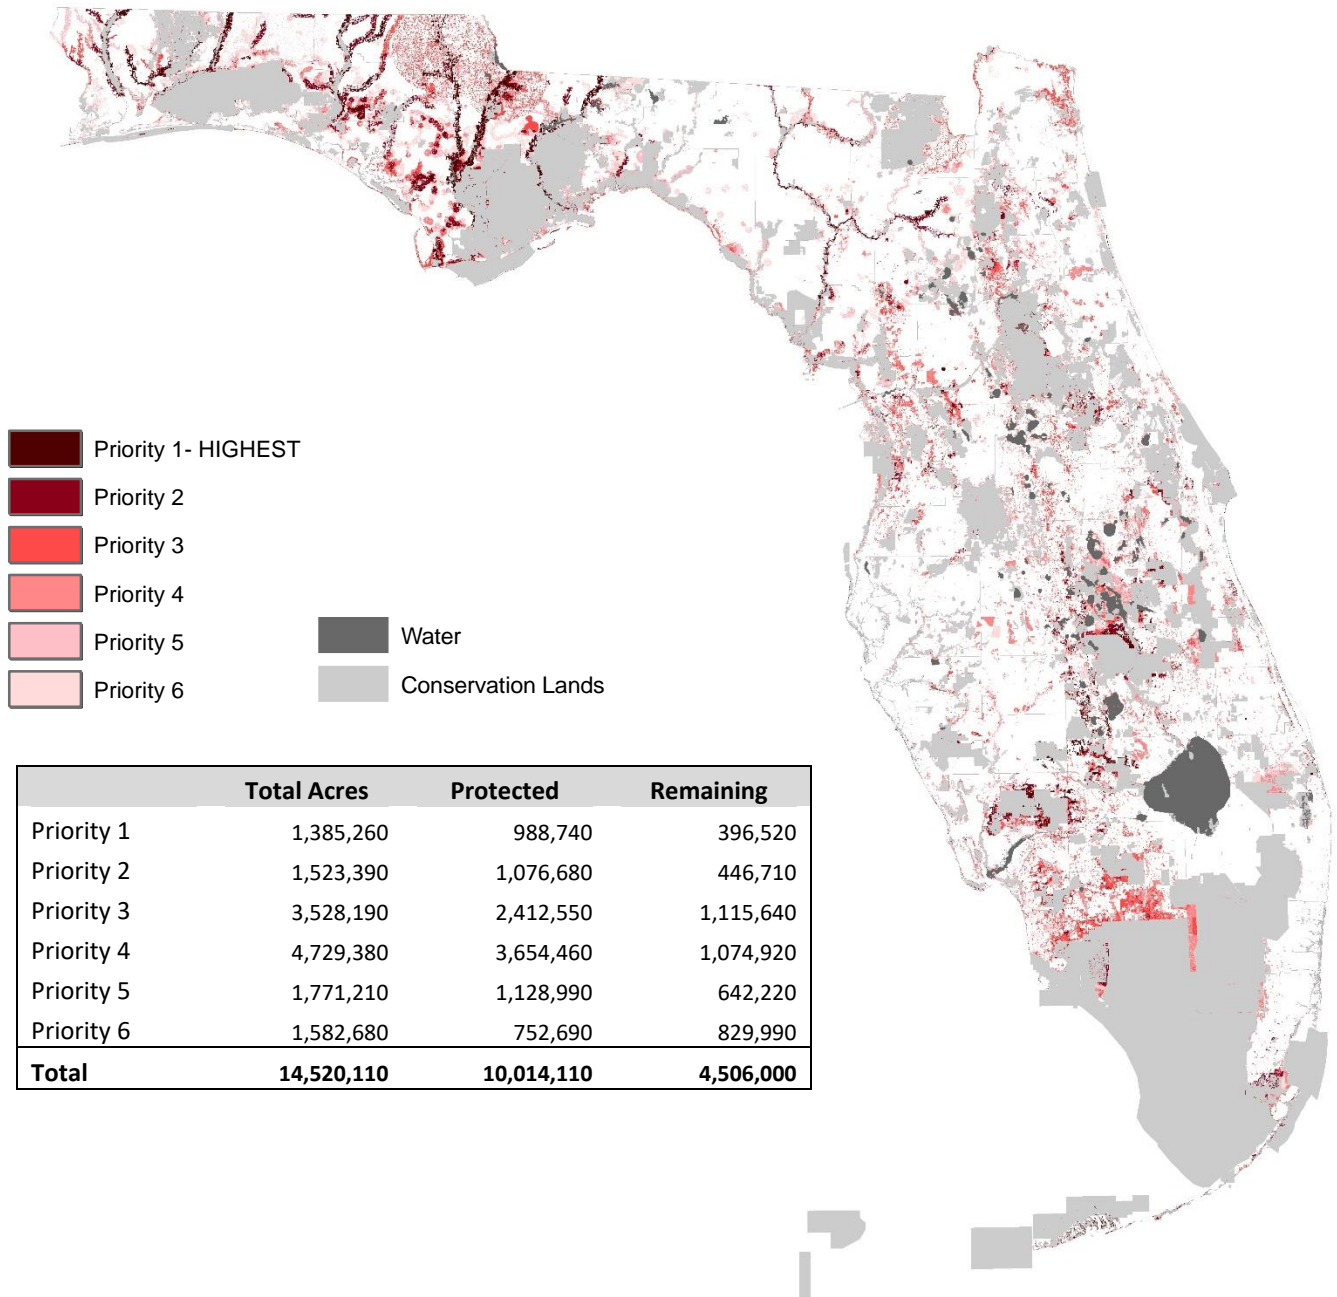 Priority 1- HIGHEST
Priority 2
Priority 3
Priority 4
Priority 5
Priority 6
Water
Conservation Lands
Total Acres Protected Remaining
Priority 1 1,385,260 988,740 396,520
Priority 2 1,523,390 1,076,680 446,710
Priority 3 3,528,190 2,412,550 1,115,640
Priority 4 4,729,380 3,654,460 1,074,920
Priority 5 1,771,210 1,128,990 642,220
Priority 6 1,582,680 752,690 829,990
Total 14,520,110 10,014,110 4,506,000